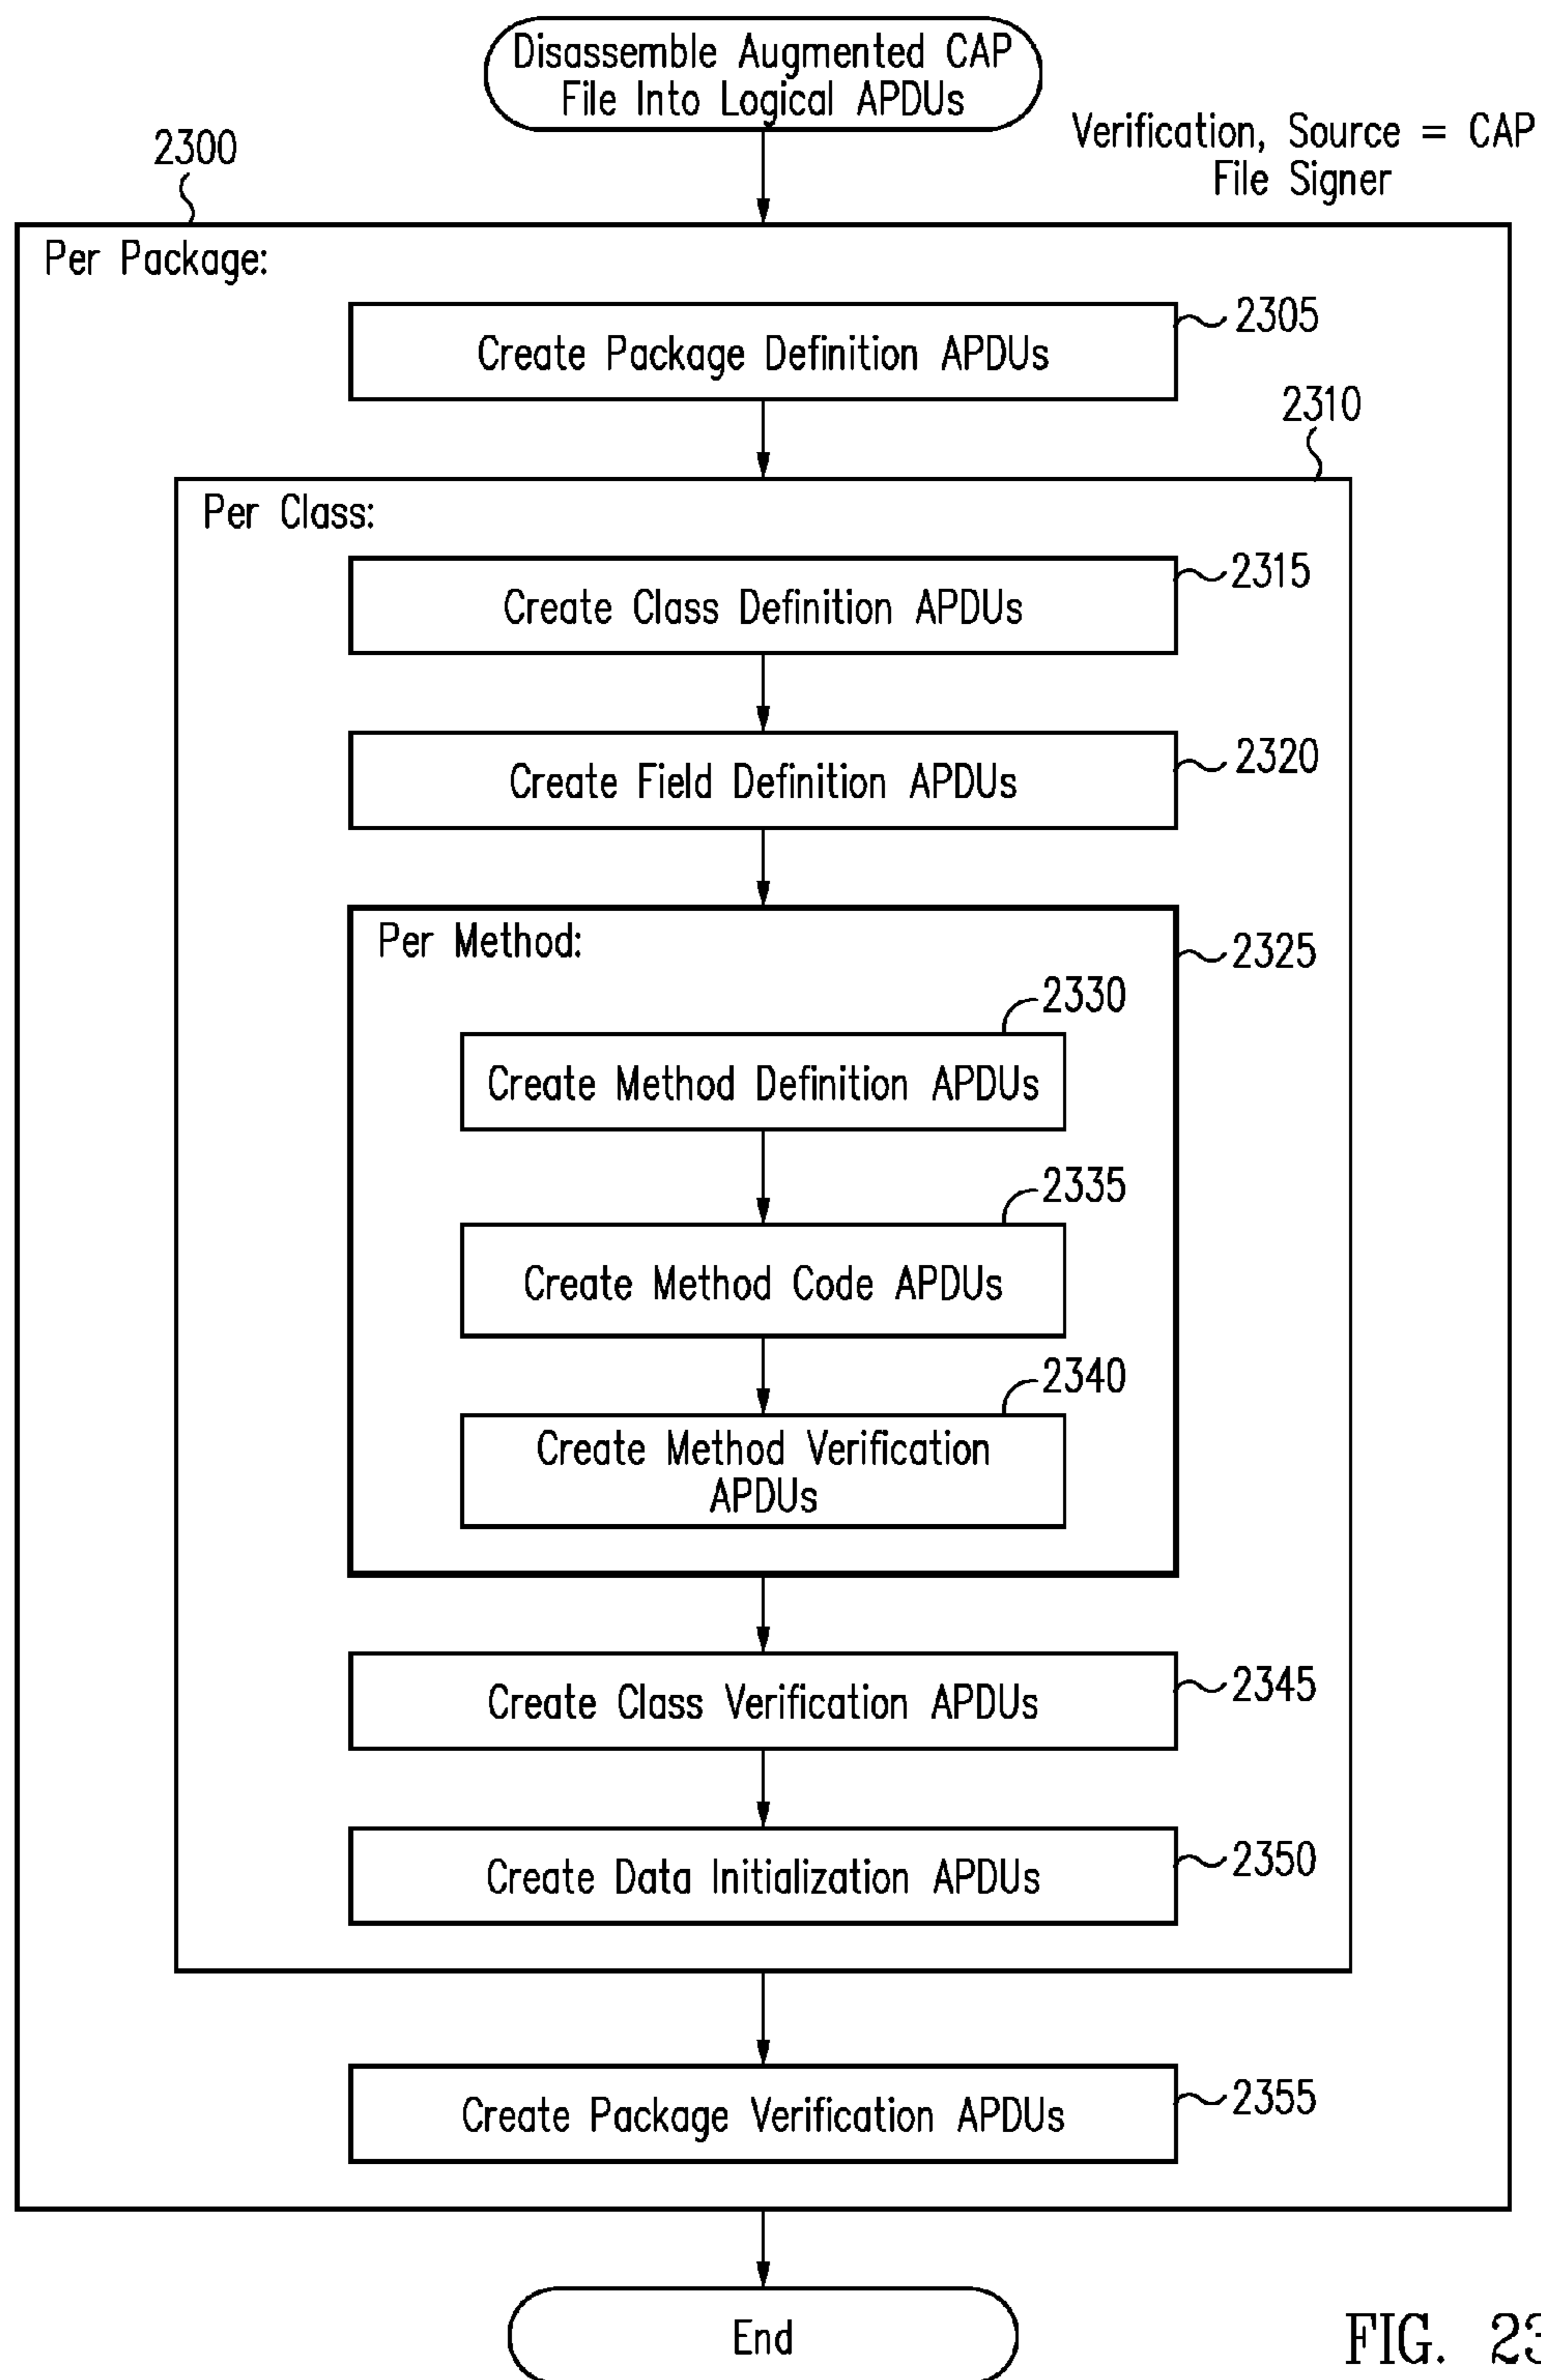 Disassemble Augmented CAP
File Into Logical APDUs
Verification, Source = CAP
File Signer
2300
Per Package:
2305
Create Package Definition APDUs
2310
Per Class:
2315
Create Class Definition APDUs
2320
Create Field Definition APDUs
Per Method:
2325
2330
Create Method Definition APDUs
2335
Create Method Code APDUs
2340
Create Method Verification
APDUs
2345
Create Class Verification APDUs
2350
Create Data Initialization APDUs
2355
Create Package Verification APDUs
End
FIG. 23